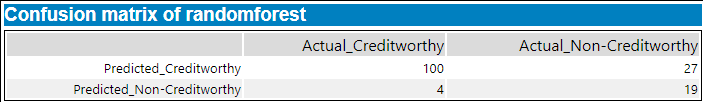 Confusion matrix of randomforest
Actual_Creditworthy Actual_Non-Creditworthy
Predicted_Creditworthy 100 27
Predicted_Non-Creditworthy 4 19